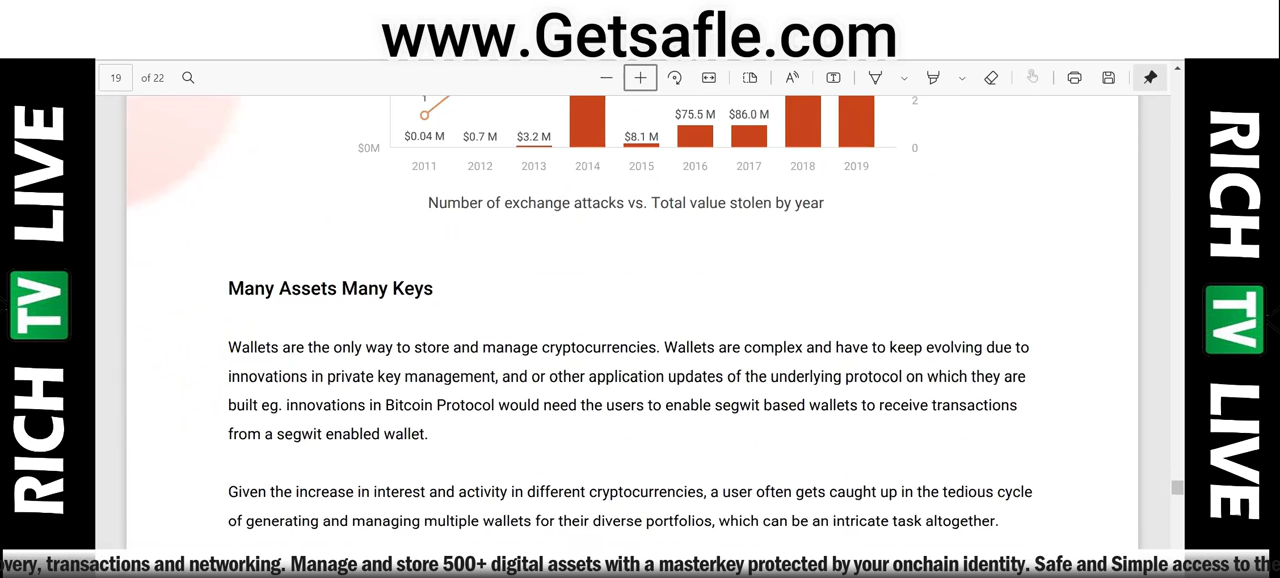 www.Getsafle.com
19 of 22
1
2
$0.04 M $0.7 M $3.2 M $8.1 M $75.5 M $86.0 M
$0M 0
2011 2012 2013 2014 2015 2016 2017 2018 2019
Number of exchange attacks vs. Total value stolen by year
Many Assets Many Keys
Wallets are the only way to store and manage cryptocurrencies. Wallets are complex and have to keep evolving due to
innovations in private key management, and or other application updates of the underlying protocol on which they are
built eg. innovations in Bitcoin Protocol would need the users to enable segwit based wallets to receive transactions
from a segwit enabled wallet.
Given the increase in interest and activity in different cryptocurrencies, a user often gets caught up in the tedious cycle
of generating and managing multiple wallets for their diverse portfolios, which can be an intricate task altogether.
overy, transactions and networking. Manage and store 500+ digital assets with a masterkey protected by your onchain identity. Safe and Simple access to th
RICH TV LIVE
RICH TV LIVE